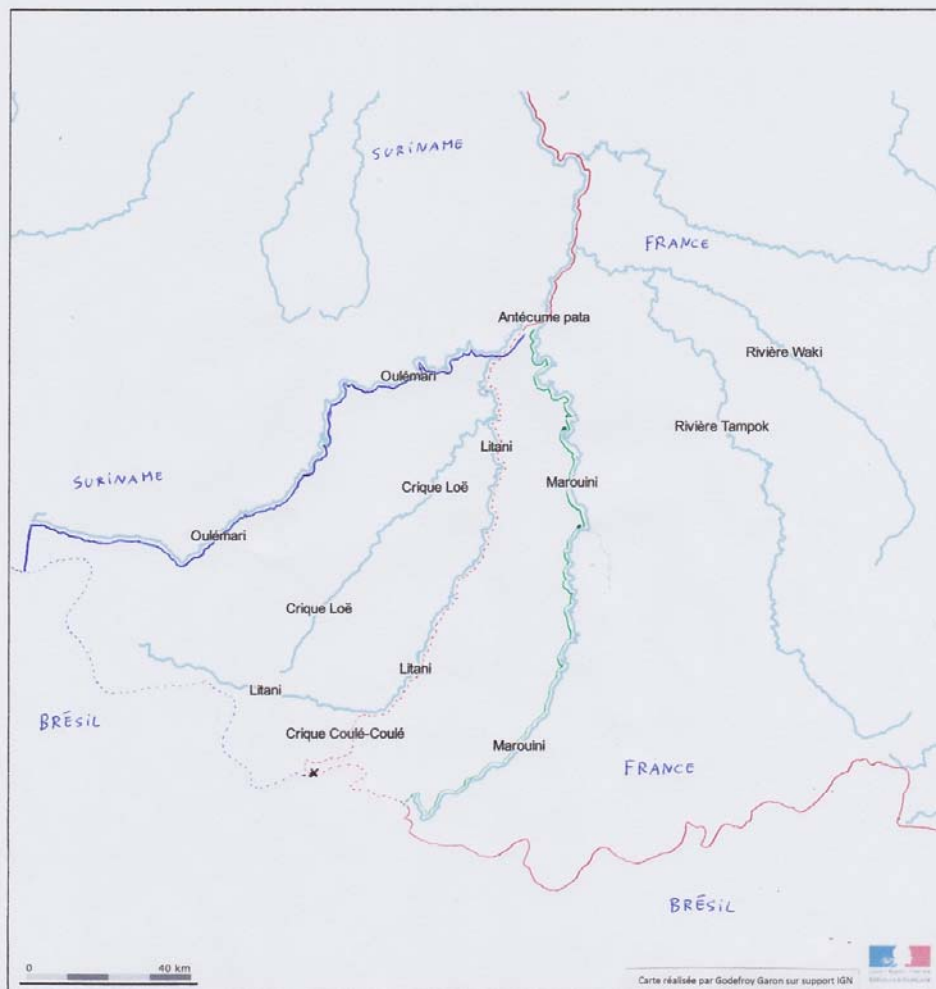 SURINAME
FRANCE
Antécume pata
Rivière Waki
Oulémari
Rivière Tampok
Litani
SURINAME
Crique Loë
Marouini
Oulémari
Crique Loë
Litani
Litani
BRÉSIL
Crique Coulé-Coulé
Marouini
FRANCE
BRÉSIL
0 40 km
Carte réalisée par Godefroy Garon sur support IGN